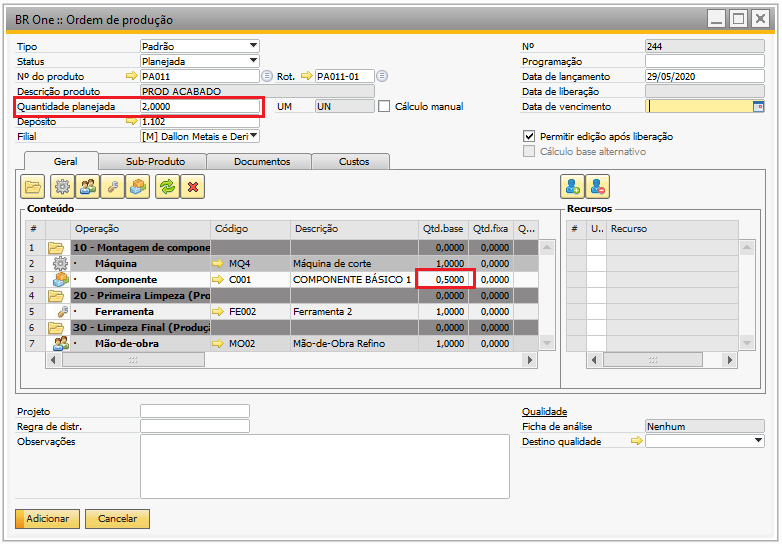 BR One :: Ordem de produção
Tipo Padrão Nº 244
Status Planejada Programação
Nº do produto PA011 Rot. PA011-01 Data de lançamento 29/05/2020
Descrição produto PROD ACABADO Data de liberação
Quantidade planejada 2,0000 UM UN Cálculo manual Data de vencimento
Depósito 1.102
Filial [M] Dallon Metais e Deri Permitir edição após liberação
Cálculo base alternativo
Geral Sub-Produto Documentos Custos
Conteúdo Recursos
# Operação Código Descrição Qtd.base Qtd.fixa Q... # U.. Recurso
1 10 - Montagem de compone 0,0000 0,0000
2 · Máquina MQ4 Máquina de corte 1,0000 0,0000
3 · Componente C001 COMPONENTE BÁSICO 1 0,5000 0,0000
4 20 - Primeira Limpeza (Pro 0,0000 0,0000
5 · Ferramenta FE002 Ferramenta 2 1,0000 0,0000
6 30 - Limpeza Final (Produç 0,0000 0,0000
7 · Mão-de-obra MO02 Mão-de-Obra Refino 1,0000 0,0000
Projeto Qualidade
Regra de distr. Ficha de análise Nenhum
Observações Destino qualidade
Adicionar Cancelar